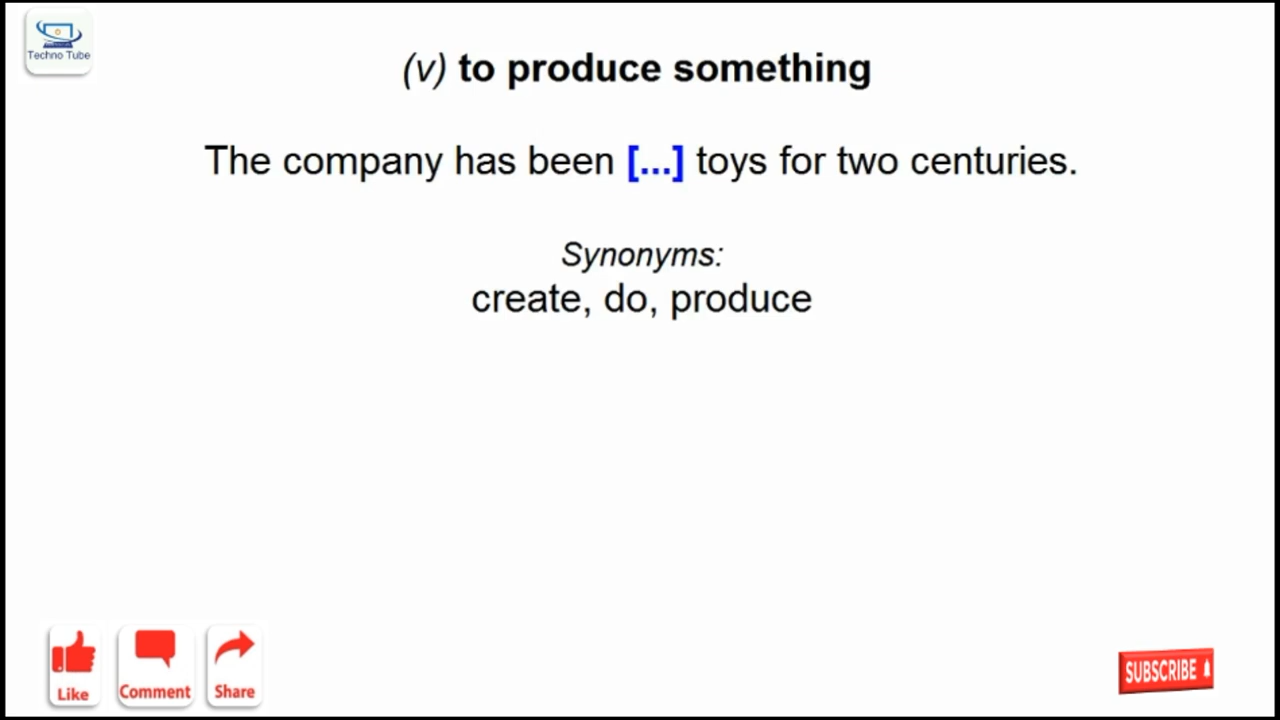 Techno Tube
(v) to produce something
The company has been [...] toys for two centuries.
Synonyms:
create, do, produce
Like
Comment
Share
SUBSCRIBE